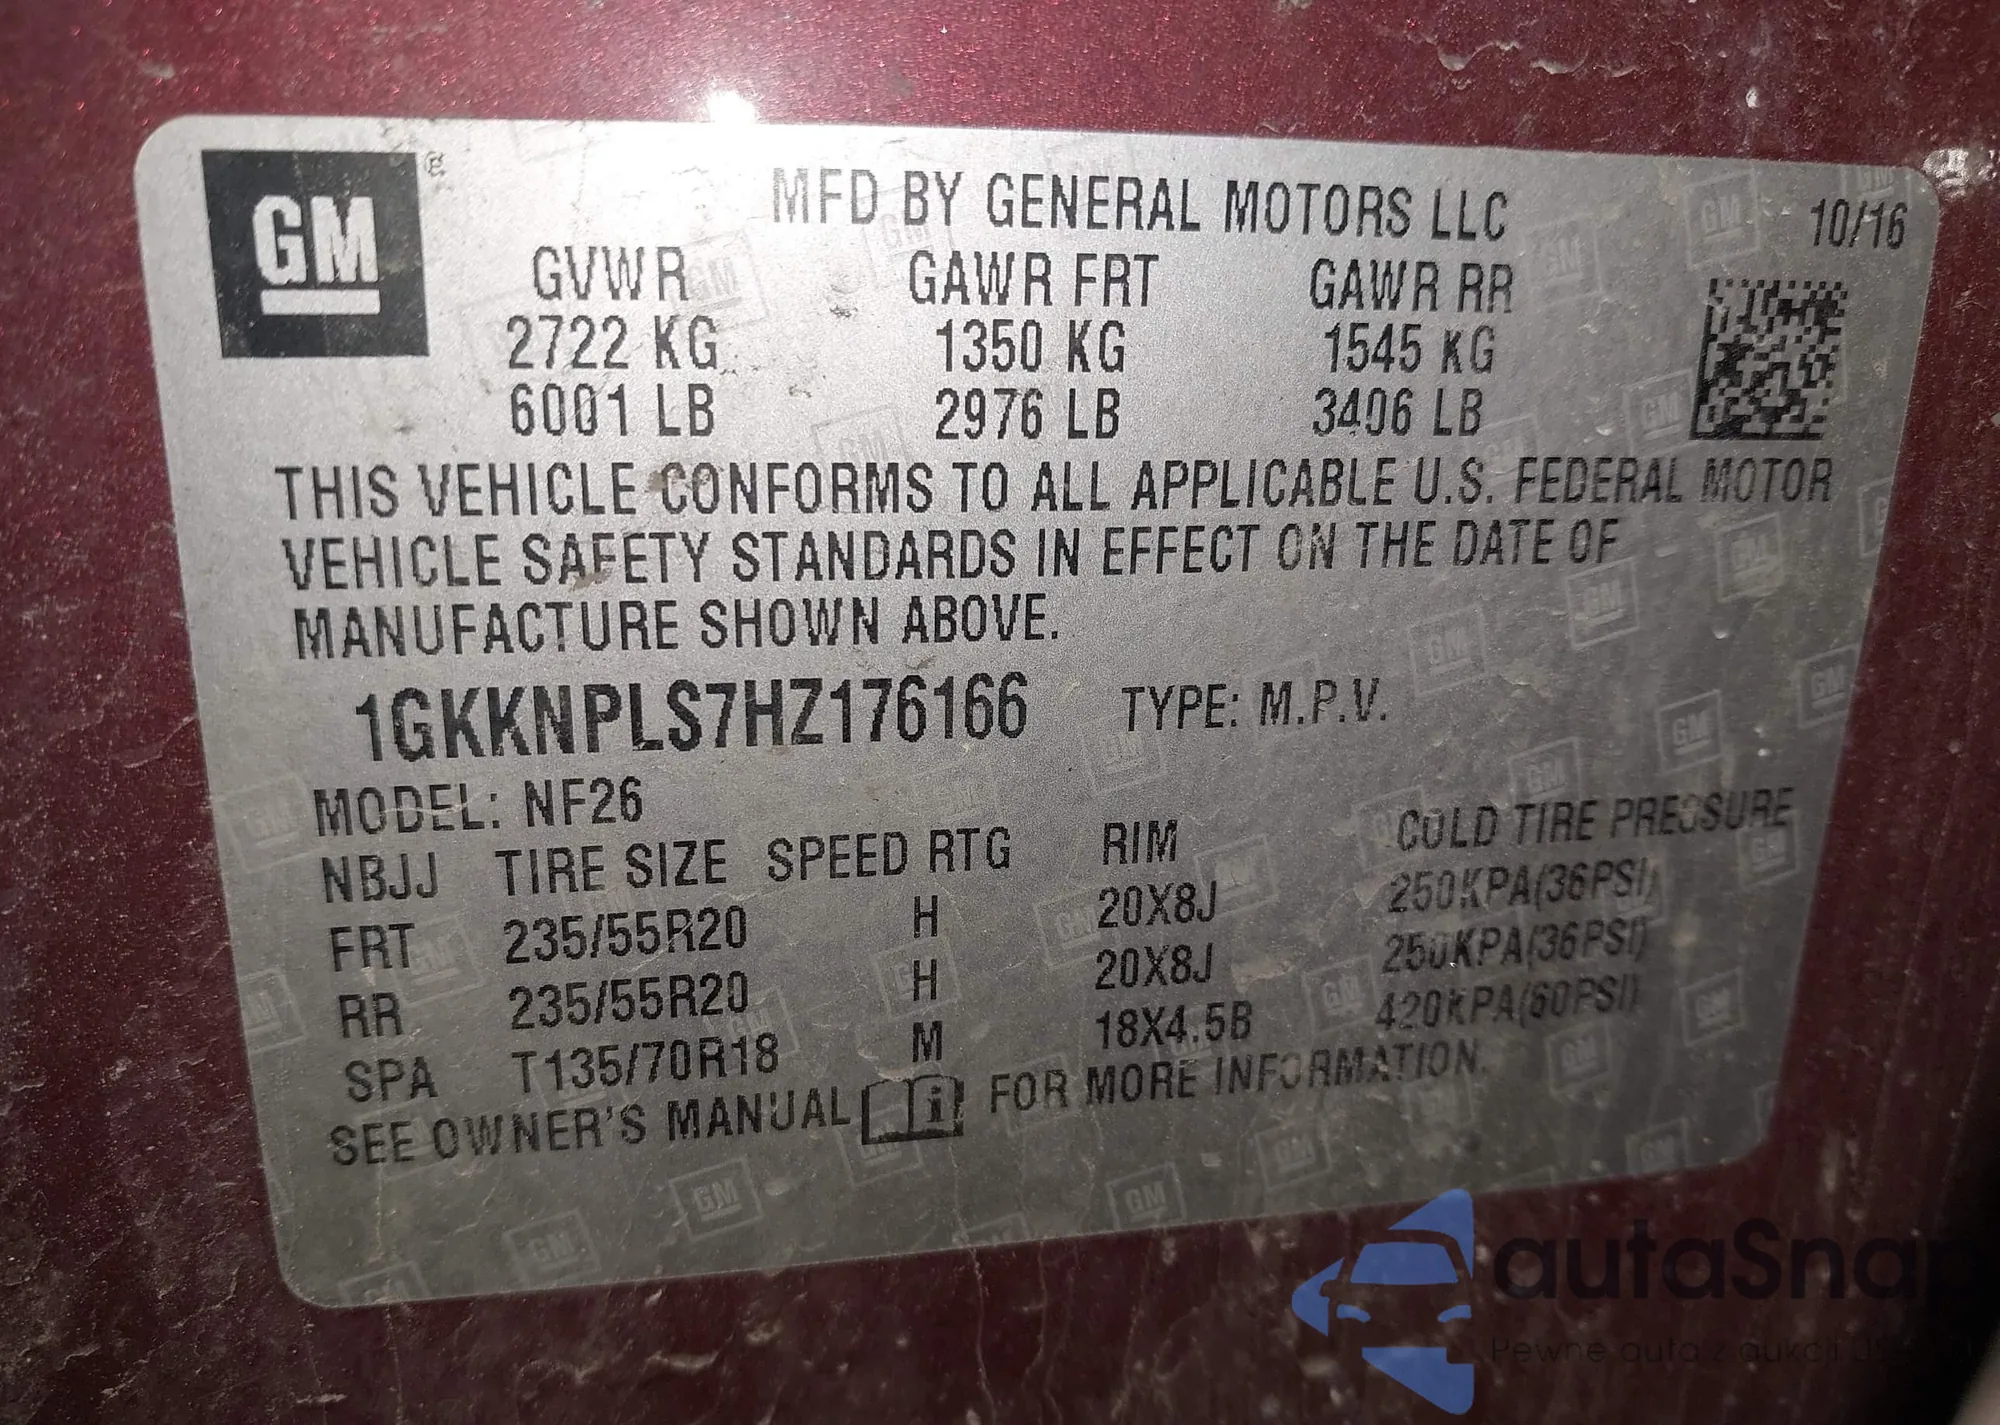 GM ®
MFD BY GENERAL MOTORS LLC 10/16
GVWR GAWR FRT GAWR RR
2722 KG 1350 KG 1545 KG
6001 LB 2976 LB 3406 LB
THIS VEHICLE CONFORMS TO ALL APPLICABLE U.S. FEDERAL MOTOR
VEHICLE SAFETY STANDARDS IN EFFECT ON THE DATE OF
MANUFACTURE SHOWN ABOVE.
1GKKNPLS7HZ176166 TYPE: M.P.V.
MODEL: NF26
NBJJ TIRE SIZE SPEED RTG RIM COLD TIRE PRESSURE
FRT 235/55R20 H 20X8J 250KPA(36PSI)
RR 235/55R20 H 20X8J 250KPA(36PSI)
SPA T135/70R18 M 18X4.5B 420KPA(60PSI)
SEE OWNER'S MANUAL FOR MORE INFORMATION.
autaSnap
Pewne auta z aukcji